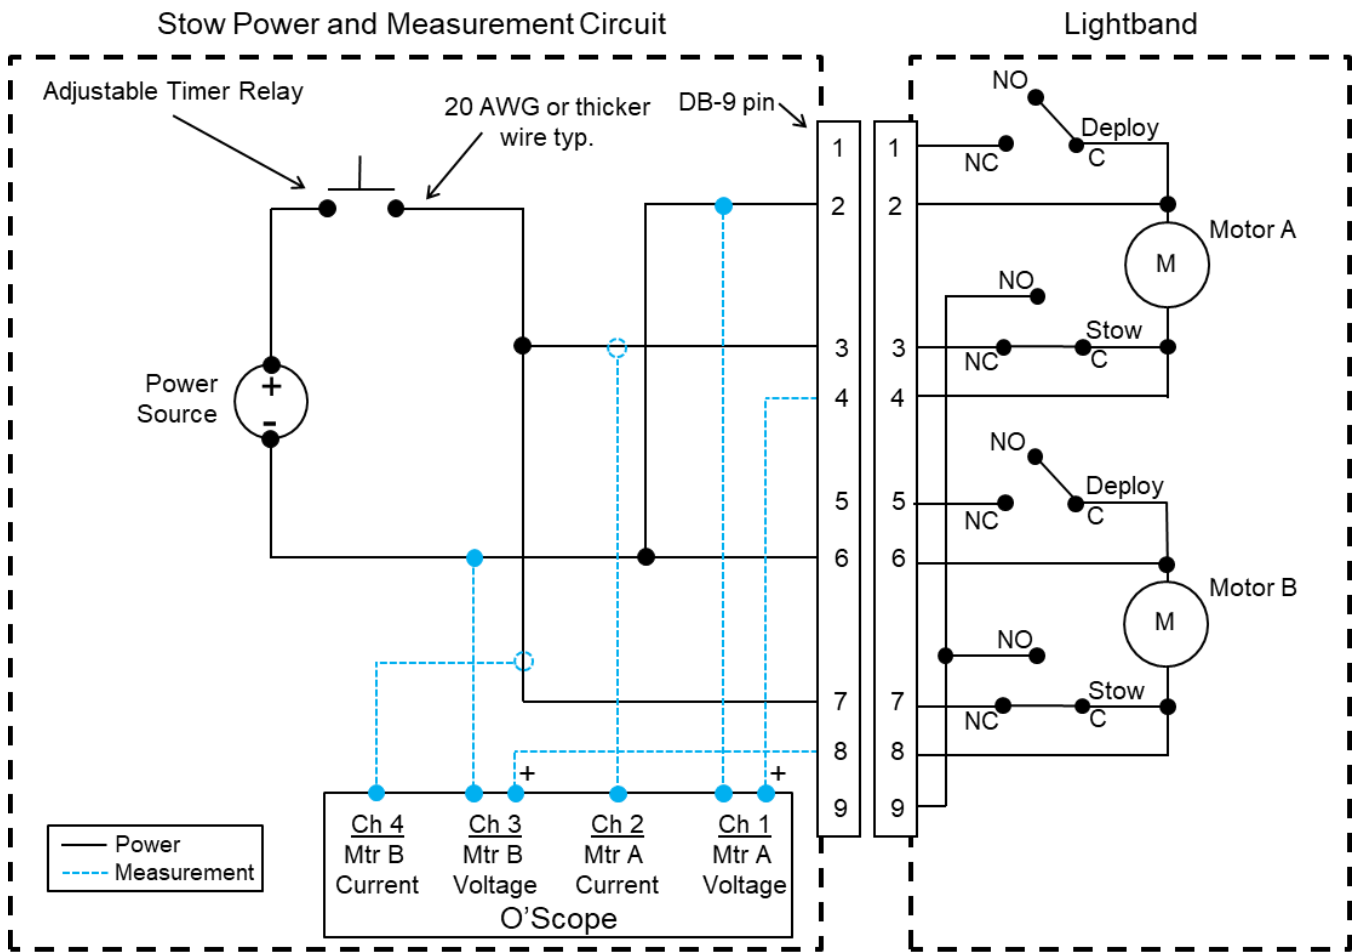 Stow Power and Measurement Circuit
Lightband
Adjustable Timer Relay
20 AWG or thicker
wire typ.
DB-9 pin
1
2
3
4
5
6
7
8
9
1
2
3
4
5
6
7
8
9
NO
Deploy
NC
C
Motor A
M
NO
Stow
NC
C
NO
Deploy
NC
C
Motor B
M
NO
Stow
NC
C
Power
Source
+
-
+
+
Ch 4
Mtr B
Current
Ch 3
Mtr B
Voltage
Ch 2
Mtr A
Current
Ch 1
Mtr A
Voltage
O'Scope
Power
Measurement